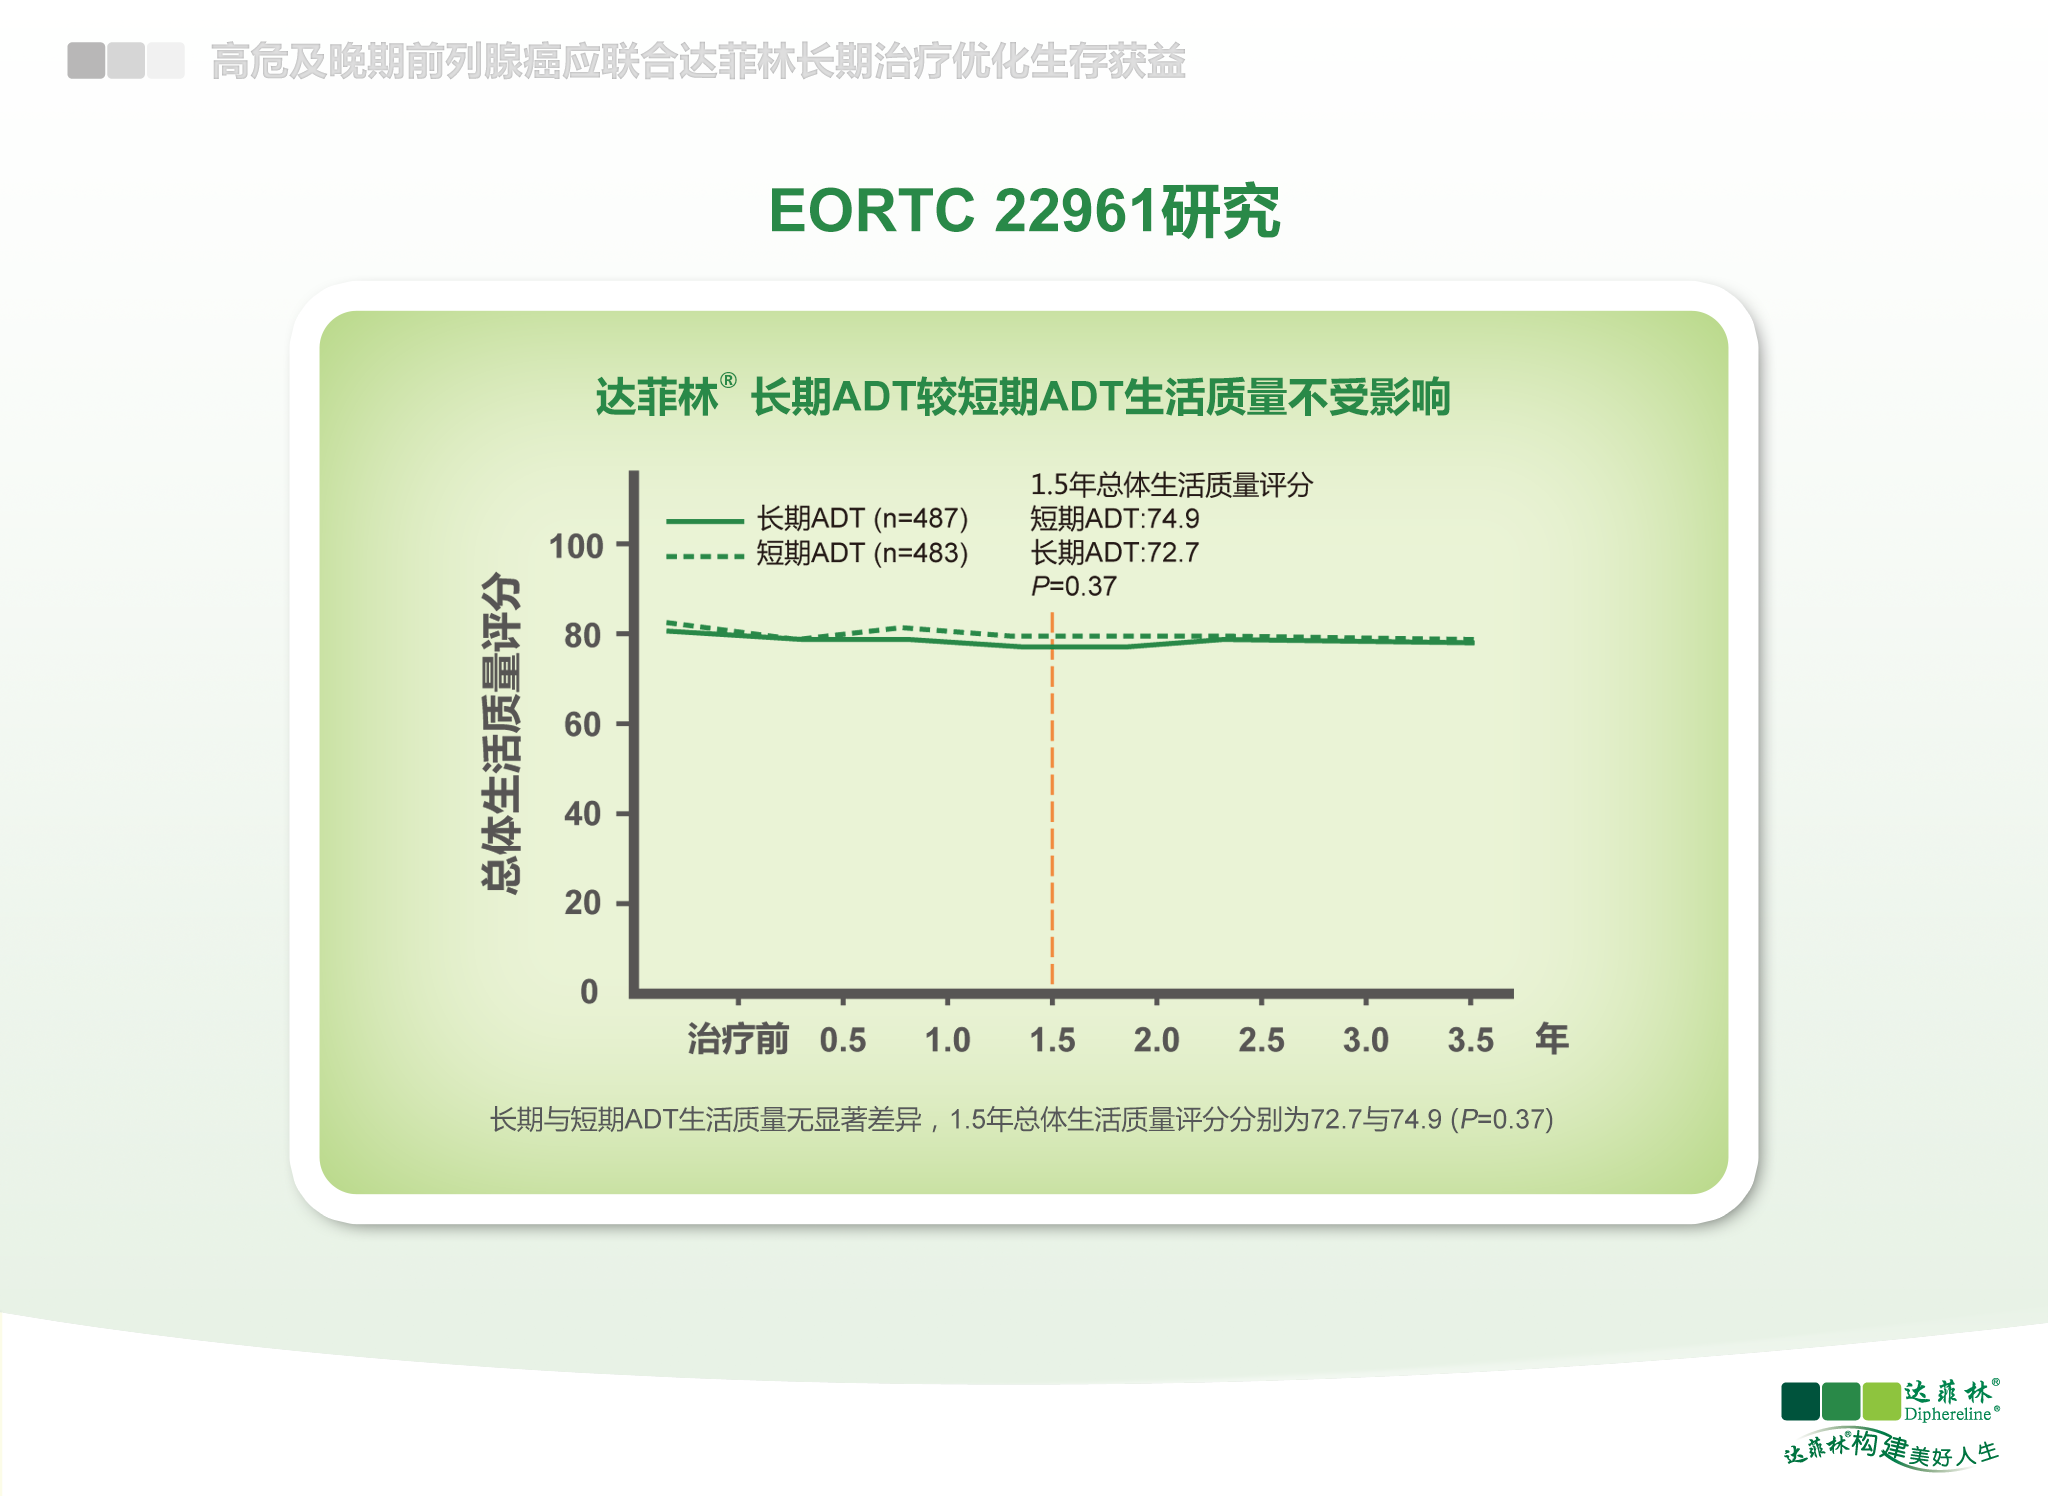 高危及晚期前列腺癌应联合达菲林长期治疗优化生存获益
EORTC 22961研究
达菲林® 长期ADT较短期ADT生活质量不受影响
长期ADT (n=487)
短期ADT (n=483)
1.5年总体生活质量评分
短期ADT:74.9
长期ADT:72.7
P=0.37
总体生活质量评分
100
80
60
40
20
0
治疗前 0.5 1.0 1.5 2.0 2.5 3.0 3.5 年
长期与短期ADT生活质量无显著差异，1.5年总体生活质量评分分别为72.7与74.9 (P=0.37)
达菲林®
Diphereline®
达菲林®构建美好人生